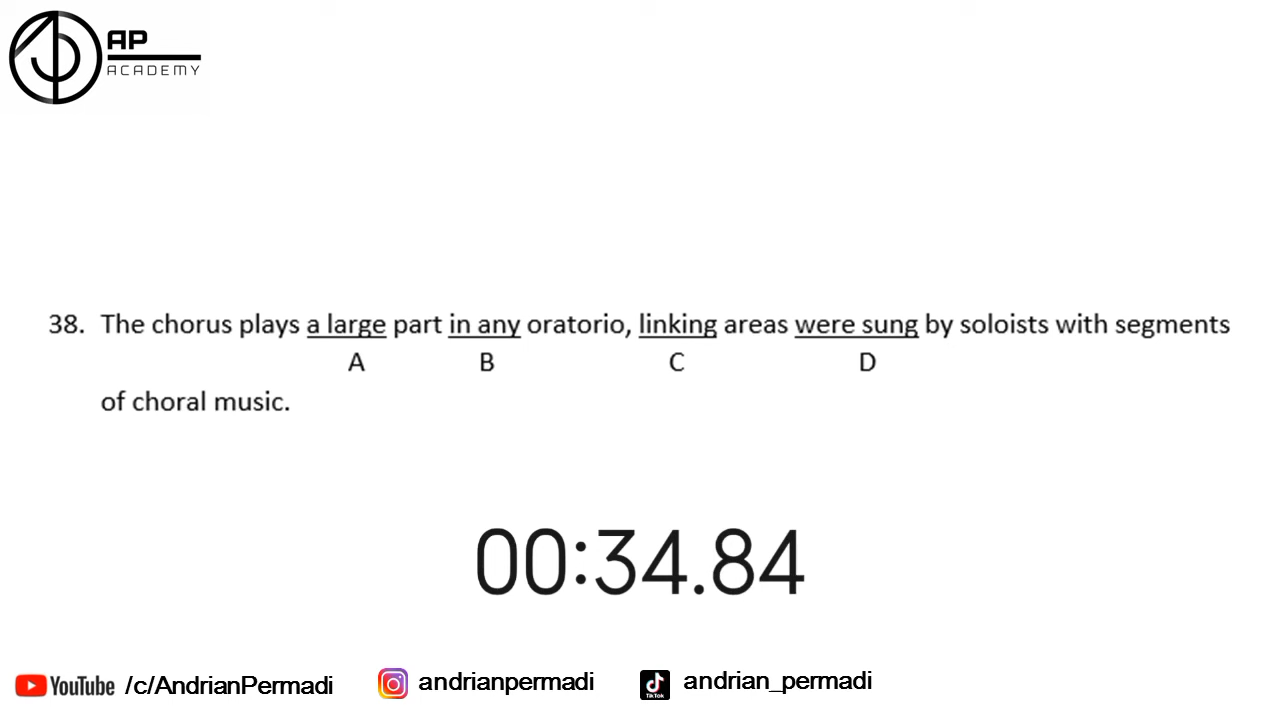 AP
ACADEMY
38. The chorus plays a large part in any oratorio, linking areas were sung by soloists with segments
A B C D
of choral music.
00:34.84
YouTube /c/AndrianPermadi andrianpermadi TikTok andrian_permadi